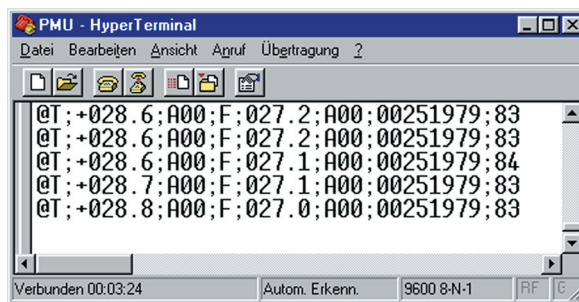 PMU - HyperTerminal
Datei Bearbeiten Ansicht Anruf Übertragung ?
@T;+028.6;A00;F;027.2;A00;00251979;83
@T;+028.6;A00;F;027.2;A00;00251979;83
@T;+028.6;A00;F;027.1;A00;00251979;84
@T;+028.7;A00;F;027.1;A00;00251979;83
@T;+028.8;A00;F;027.0;A00;00251979;83
Verbunden 00:03:24 Autom. Erkenn. 9600 8-N-1 RF